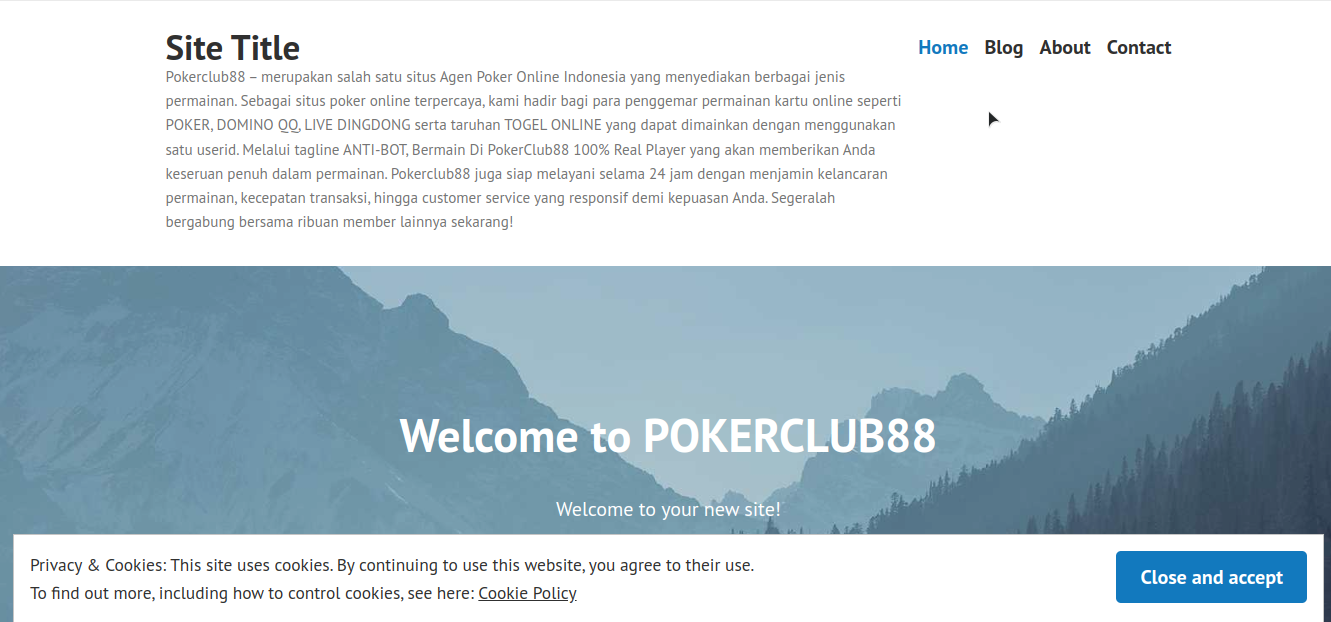 Site Title
Home Blog About Contact
Pokerclub88 – merupakan salah satu situs Agen Poker Online Indonesia yang menyediakan berbagai jenis
permainan. Sebagai situs poker online terpercaya, kami hadir bagi para penggemar permainan kartu online seperti
POKER, DOMINO QQ, LIVE DINGDONG serta taruhan TOGEL ONLINE yang dapat dimainkan dengan menggunakan
satu userid. Melalui tagline ANTI-BOT, Bermain Di PokerClub88 100% Real Player yang akan memberikan Anda
keseruan penuh dalam permainan. Pokerclub88 juga siap melayani selama 24 jam dengan menjamin kelancaran
permainan, kecepatan transaksi, hingga customer service yang responsif demi kepuasan Anda. Segeralah
bergabung bersama ribuan member lainnya sekarang!
Welcome to POKERCLUB88
Welcome to your new site!
Privacy & Cookies: This site uses cookies. By continuing to use this website, you agree to their use.
To find out more, including how to control cookies, see here: Cookie Policy
Close and accept